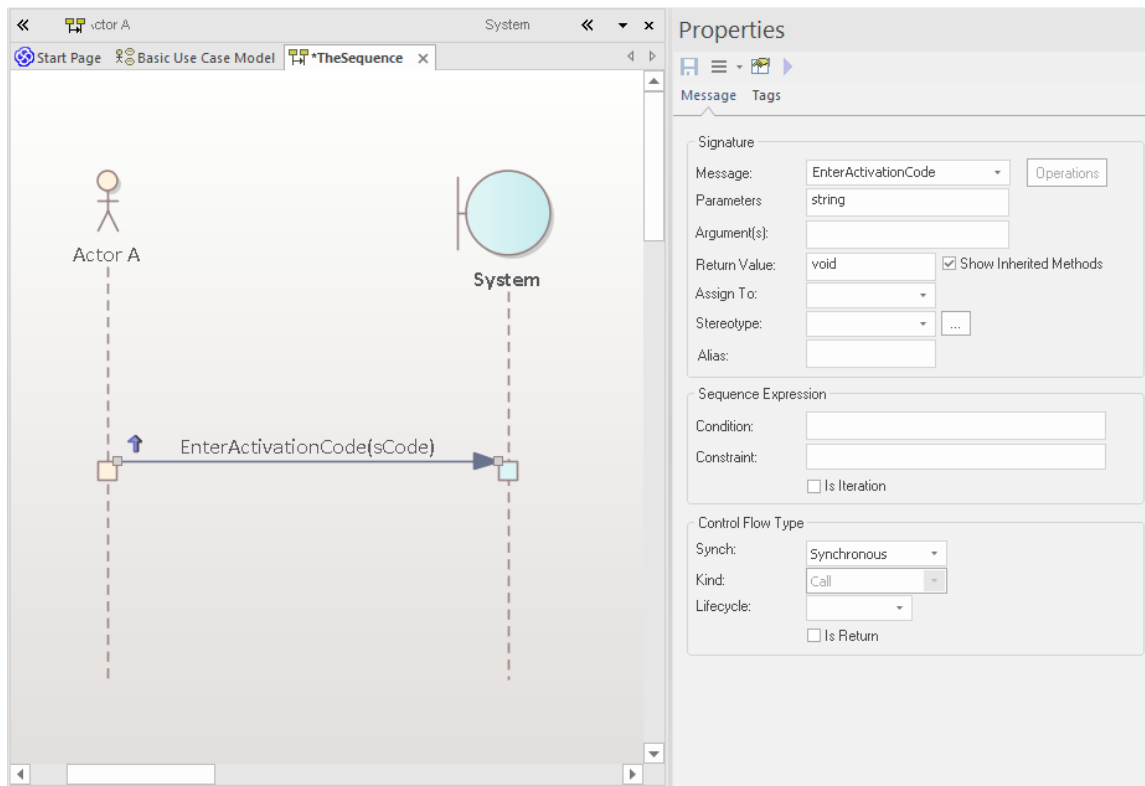 ctor A System
Start Page Basic Use Case Model *TheSequence
Actor A
System
EnterActivationCode(sCode)
Properties
Message Tags
Signature
Message: EnterActivationCode Operations
Parameters string
Argument(s):
Return Value: void Show Inherited Methods
Assign To:
Stereotype: ...
Alias:
Sequence Expression
Condition:
Constraint:
Is Iteration
Control Flow Type
Synch: Synchronous
Kind: Call
Lifecycle:
Is Return